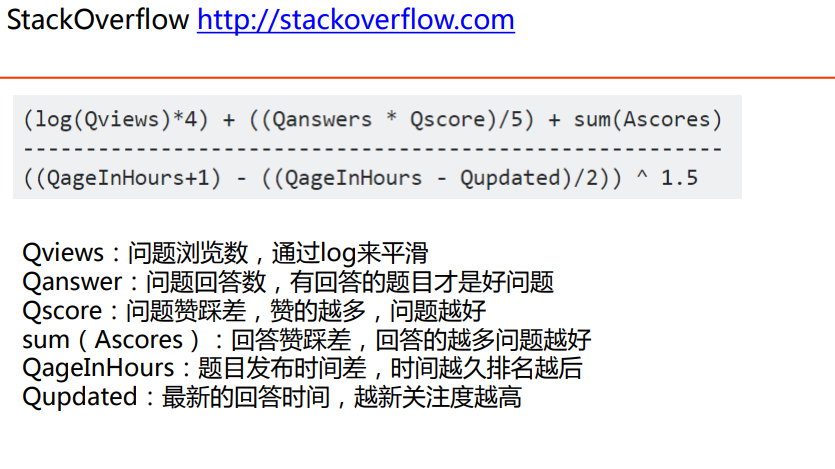 StackOverflow http://stackoverflow.com
(log(Qviews)*4) + ((Qanswers * Qscore)/5) + sum(Ascores)
--------------------------------------------------------
((QageInHours+1) - ((QageInHours - Qupdated)/2)) ^ 1.5
Qviews：问题浏览数，通过log来平滑
Qanswer：问题回答数，有回答的题目才是好问题
Qscore：问题赞踩差，赞的越多，问题越好
sum（Ascores）：回答赞踩差，回答的越多问题越好
QageInHours：题目发布时间差，时间越久排名越后
Qupdated：最新的回答时间，越新关注度越高